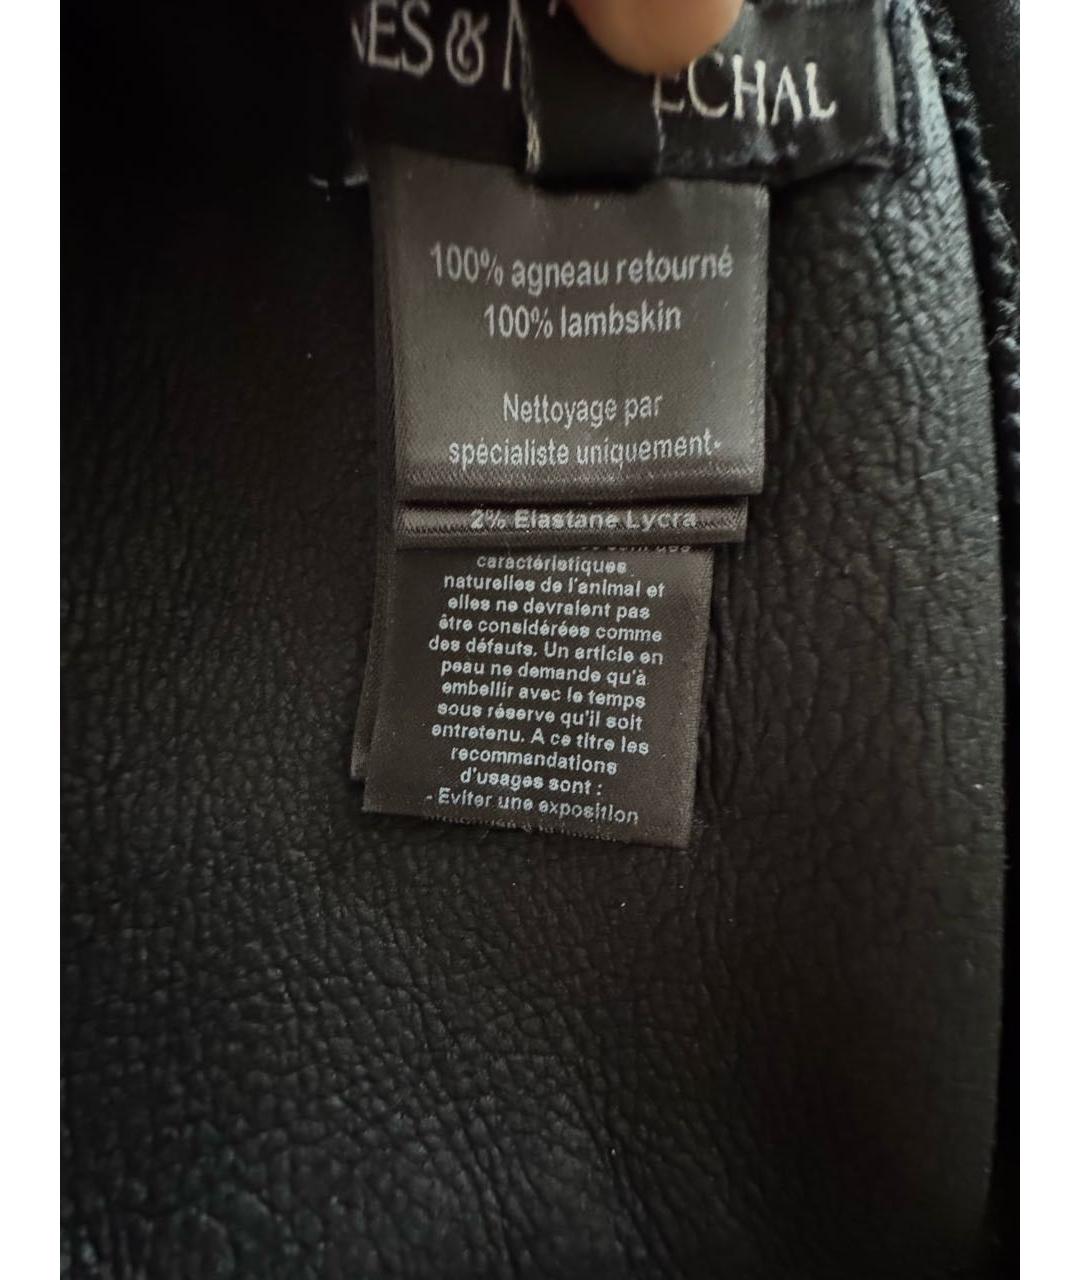 VES & M
ECHAL
100% agneau retourné
100% lambskin
Nettoyage par
spécialiste uniquement.
2% Elastane Lycra
caractéristiques
naturelles de l'animal et
elles ne devraient pas
être considérées comme
des défauts. Un article en
peau ne demande qu'à
embellir avec le temps
sous réserve qu'il soit
entretenu. A ce titre les
recommandations
d'usages sont :
- Eviter une exposition